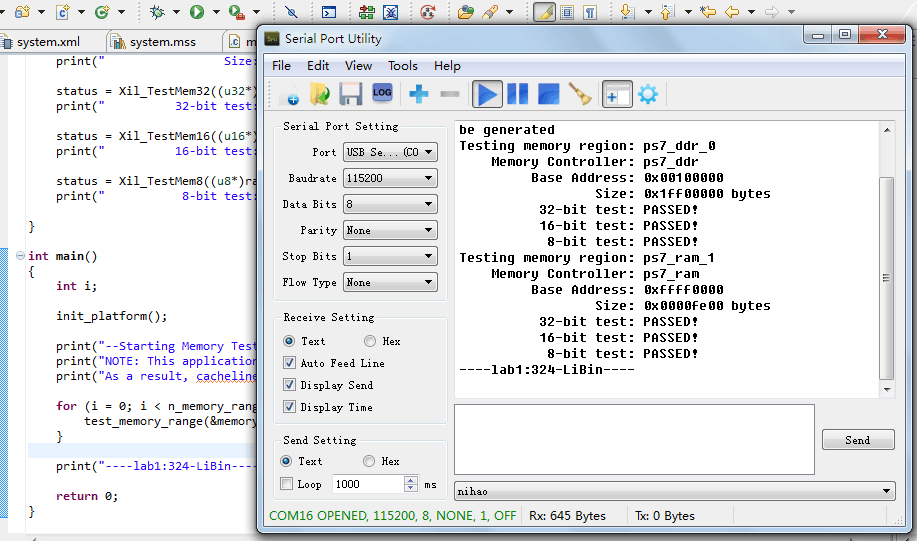 system.xml
system.mss
m
print(" Size:
status = Xil_TestMem32((u32*)
print(" 32-bit test:
status = Xil_TestMem16((u16*)
print(" 16-bit test:
status = Xil_TestMem8((u8*)ra
print(" 8-bit test:
}
int main()
{
int i;
init_platform();
print("--Starting Memory Test
print("NOTE: This application
print("As a result, cacheline
for (i = 0; i < n_memory_rang
test_memory_range(&memory
}
print("----lab1:324-LiBin----
return 0;
}
Serial Port Utility
File Edit View Tools Help
LOG
Serial Port Setting
Port USB Se... (CO
Baudrate 115200
Data Bits 8
Parity None
Stop Bits 1
Flow Type None
Receive Setting
Text Hex
Auto Feed Line
Display Send
Display Time
Send Setting
Text Hex
Loop 1000 ms
be generated
Testing memory region: ps7_ddr_0
Memory Controller: ps7_ddr
Base Address: 0x00100000
Size: 0x1ff00000 bytes
32-bit test: PASSED!
16-bit test: PASSED!
8-bit test: PASSED!
Testing memory region: ps7_ram_1
Memory Controller: ps7_ram
Base Address: 0xffff0000
Size: 0x0000fe00 bytes
32-bit test: PASSED!
16-bit test: PASSED!
8-bit test: PASSED!
----lab1:324-LiBin----
Send
nihao
COM16 OPENED, 115200, 8, NONE, 1, OFF Rx: 645 Bytes Tx: 0 Bytes